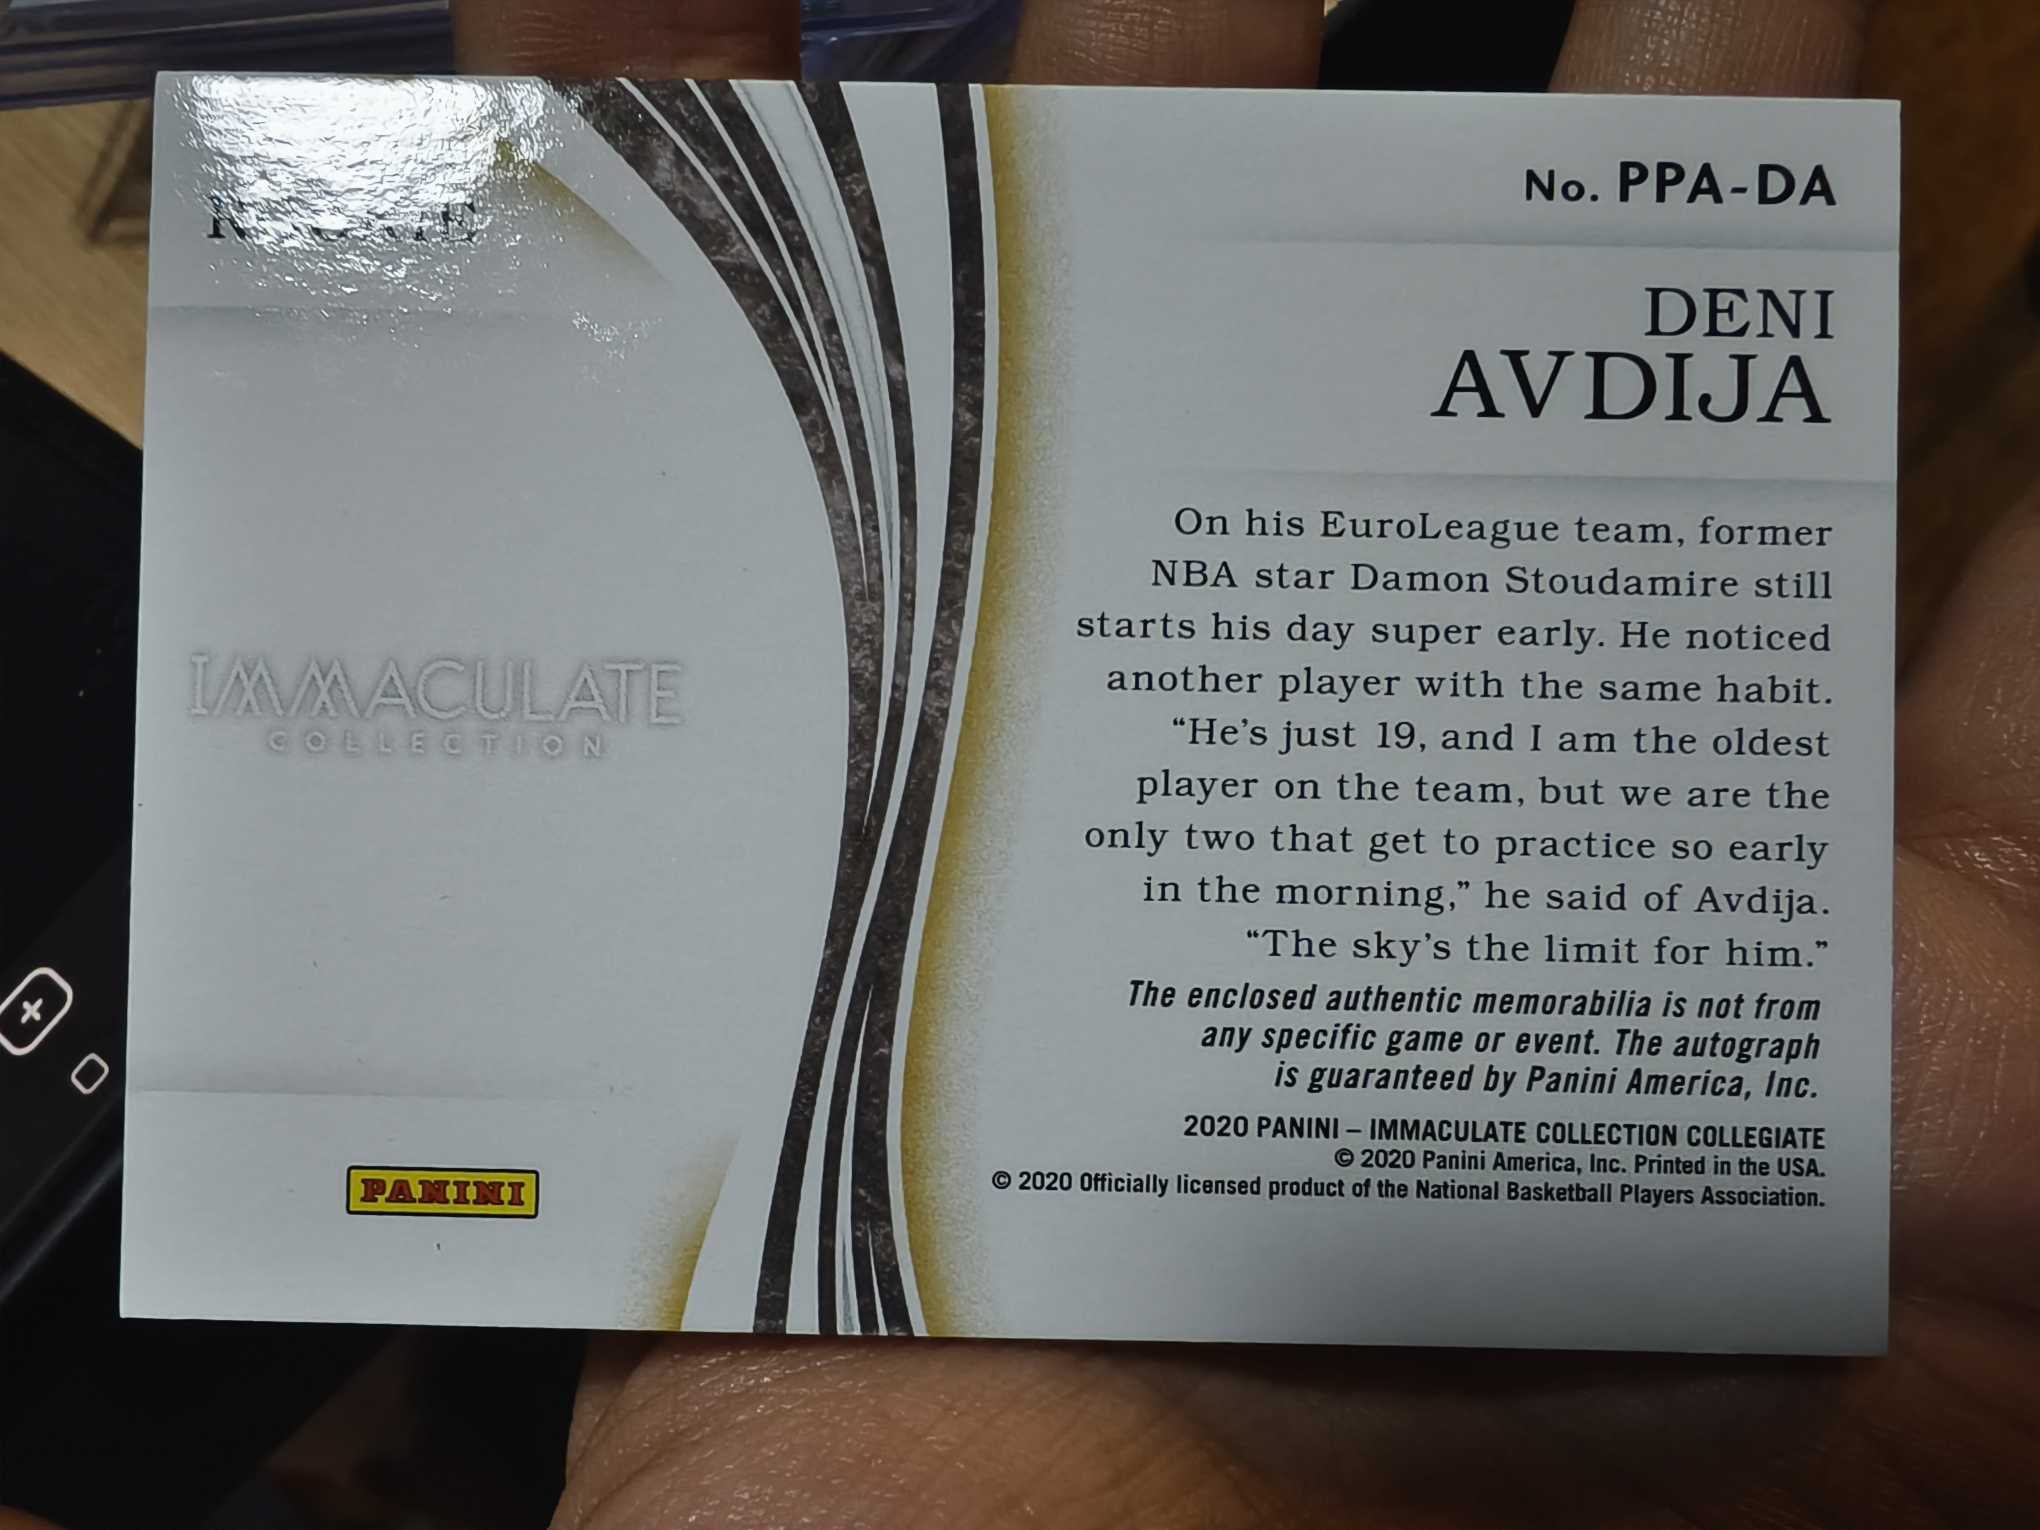 No. PPA-DA
DENI
AVDIJA
On his EuroLeague team, former
NBA star Damon Stoudamire still
starts his day super early. He noticed
another player with the same habit.
“He’s just 19, and I am the oldest
player on the team, but we are the
only two that get to practice so early
in the morning,” he said of Avdija.
“The sky’s the limit for him.”
The enclosed authentic memorabilia is not from
any specific game or event. The autograph
is guaranteed by Panini America, Inc.
2020 PANINI – IMMACULATE COLLECTION COLLEGIATE
© 2020 Panini America, Inc. Printed in the USA.
© 2020 Officially licensed product of the National Basketball Players Association.
IMMACULATE
COLLECTION
PANINI